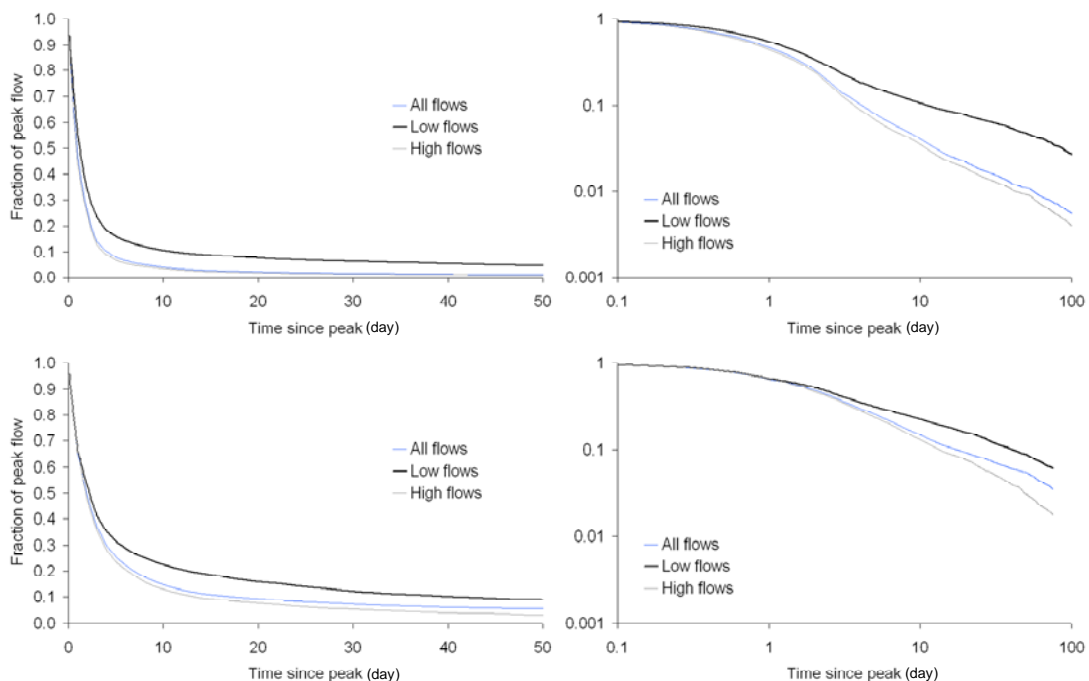 1.0
0.9
0.8
0.7
0.6
0.5
0.4
0.3
0.2
0.1
0.0
Fraction of peak flow
All flows
Low flows
High flows
0 10 20 30 40 50
Time since peak (day)
1
0.1
0.01
0.001
All flows
Low flows
High flows
0.1 1 10 100
Time since peak (day)
1.0
0.9
0.8
0.7
0.6
0.5
0.4
0.3
0.2
0.1
0.0
Fraction of peak flow
All flows
Low flows
High flows
0 10 20 30 40 50
Time since peak (day)
1
0.1
0.01
0.001
All flows
Low flows
High flows
0.1 1 10 100
Time since peak (day)